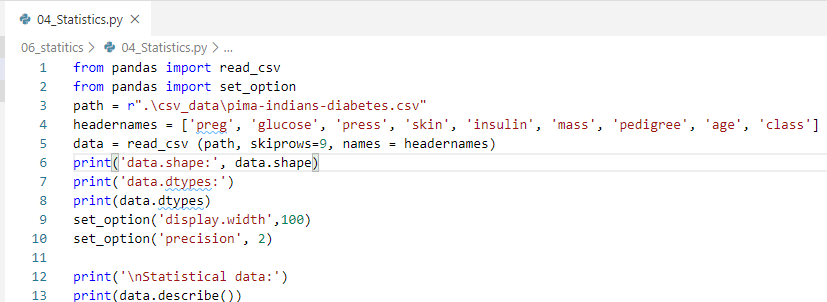 04_Statistics.py ×
06_statitics > 04_Statistics.py > ...
1 from pandas import read_csv
2 from pandas import set_option
3 path = r".\csv_data\pima-indians-diabetes.csv"
4 headernames = ['preg', 'glucose', 'press', 'skin', 'insulin', 'mass', 'pedigree', 'age', 'class']
5 data = read_csv (path, skiprows=9, names = headernames)
6 print('data.shape:', data.shape)
7 print('data.dtypes:')
8 print(data.dtypes)
9 set_option('display.width',100)
10 set_option('precision', 2)
11
12 print('\nStatistical data:')
13 print(data.describe())